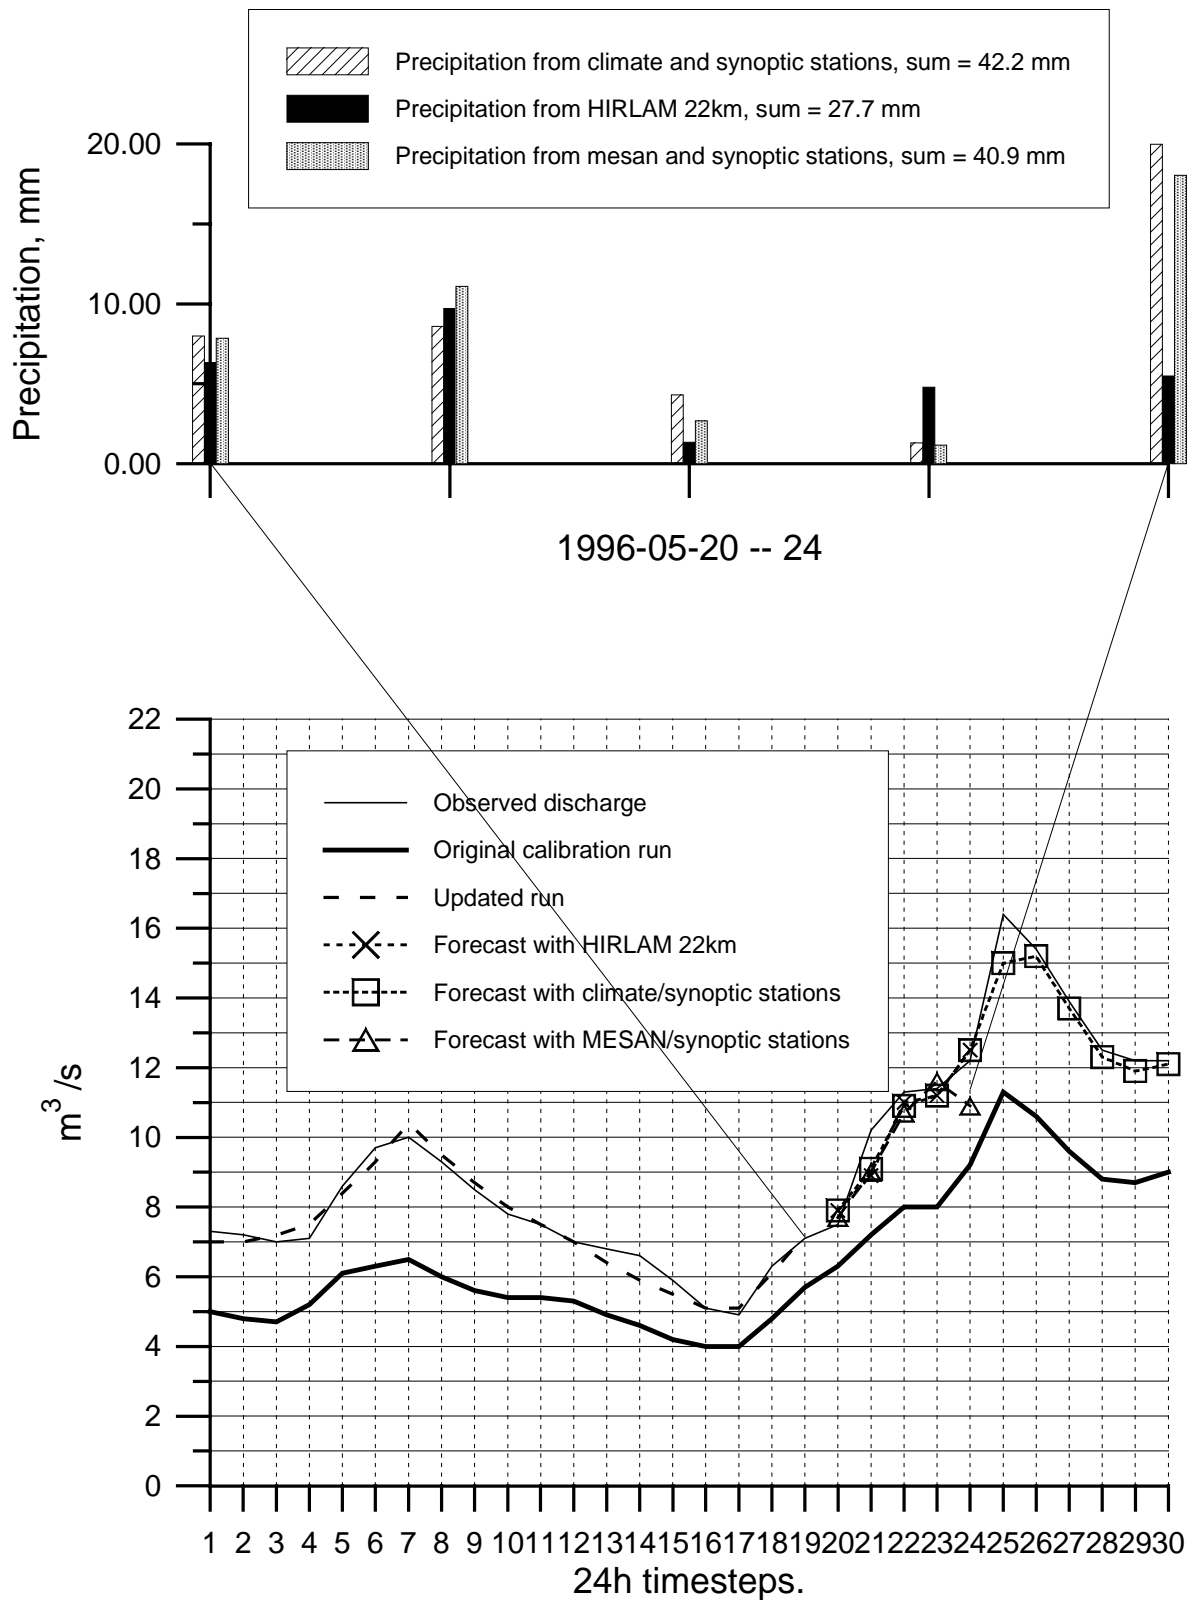 Precipitation from climate and synoptic stations, sum = 42.2 mm
Precipitation from HIRLAM 22km, sum = 27.7 mm
Precipitation from mesan and synoptic stations, sum = 40.9 mm
Precipitation, mm
20.00
10.00
0.00
1996-05-20 -- 24
m³ /s
22
20
18
16
14
12
10
8
6
4
2
0
Observed discharge
Original calibration run
Updated run
Forecast with HIRLAM 22km
Forecast with climate/synoptic stations
Forecast with MESAN/synoptic stations
1 2 3 4 5 6 7 8 9 10 11 12 13 14 15 16 17 18 19 20 21 22 23 24 25 26 27 28 29 30
24h timesteps.